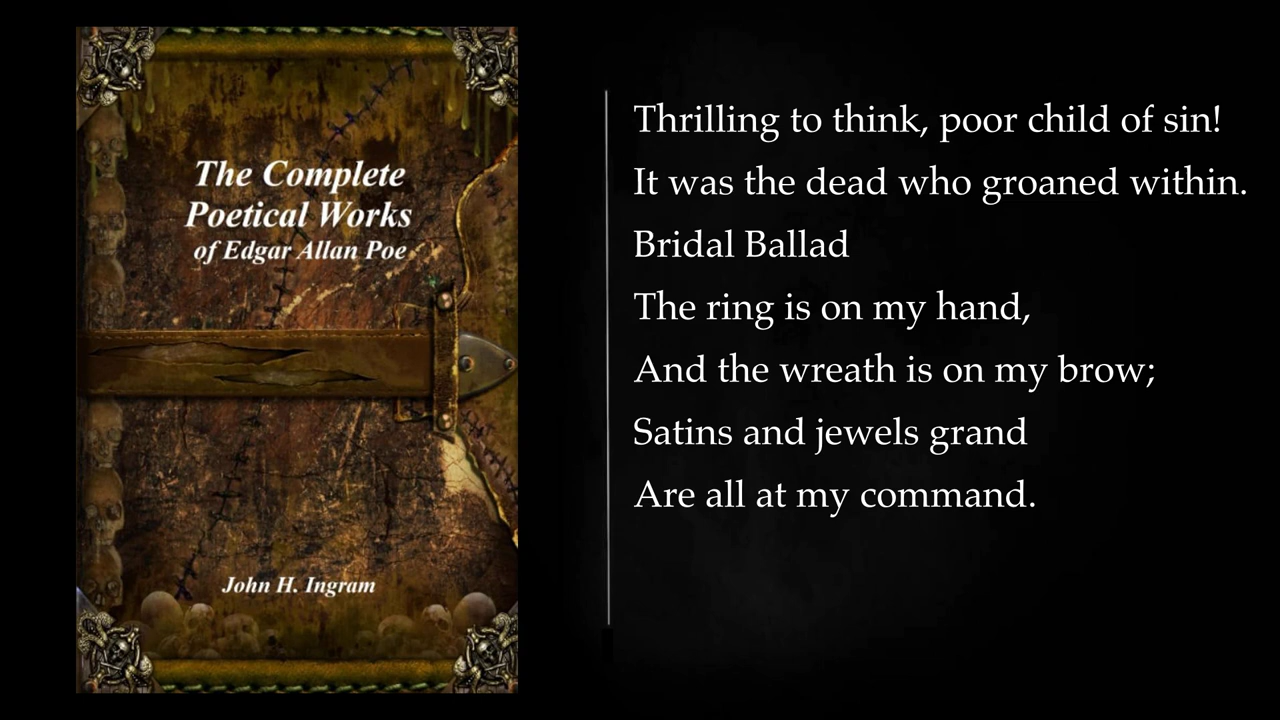 The Complete
Poetical Works
of Edgar Allan Poe
John H. Ingram
Thrilling to think, poor child of sin!
It was the dead who groaned within.
Bridal Ballad
The ring is on my hand,
And the wreath is on my brow;
Satins and jewels grand
Are all at my command.